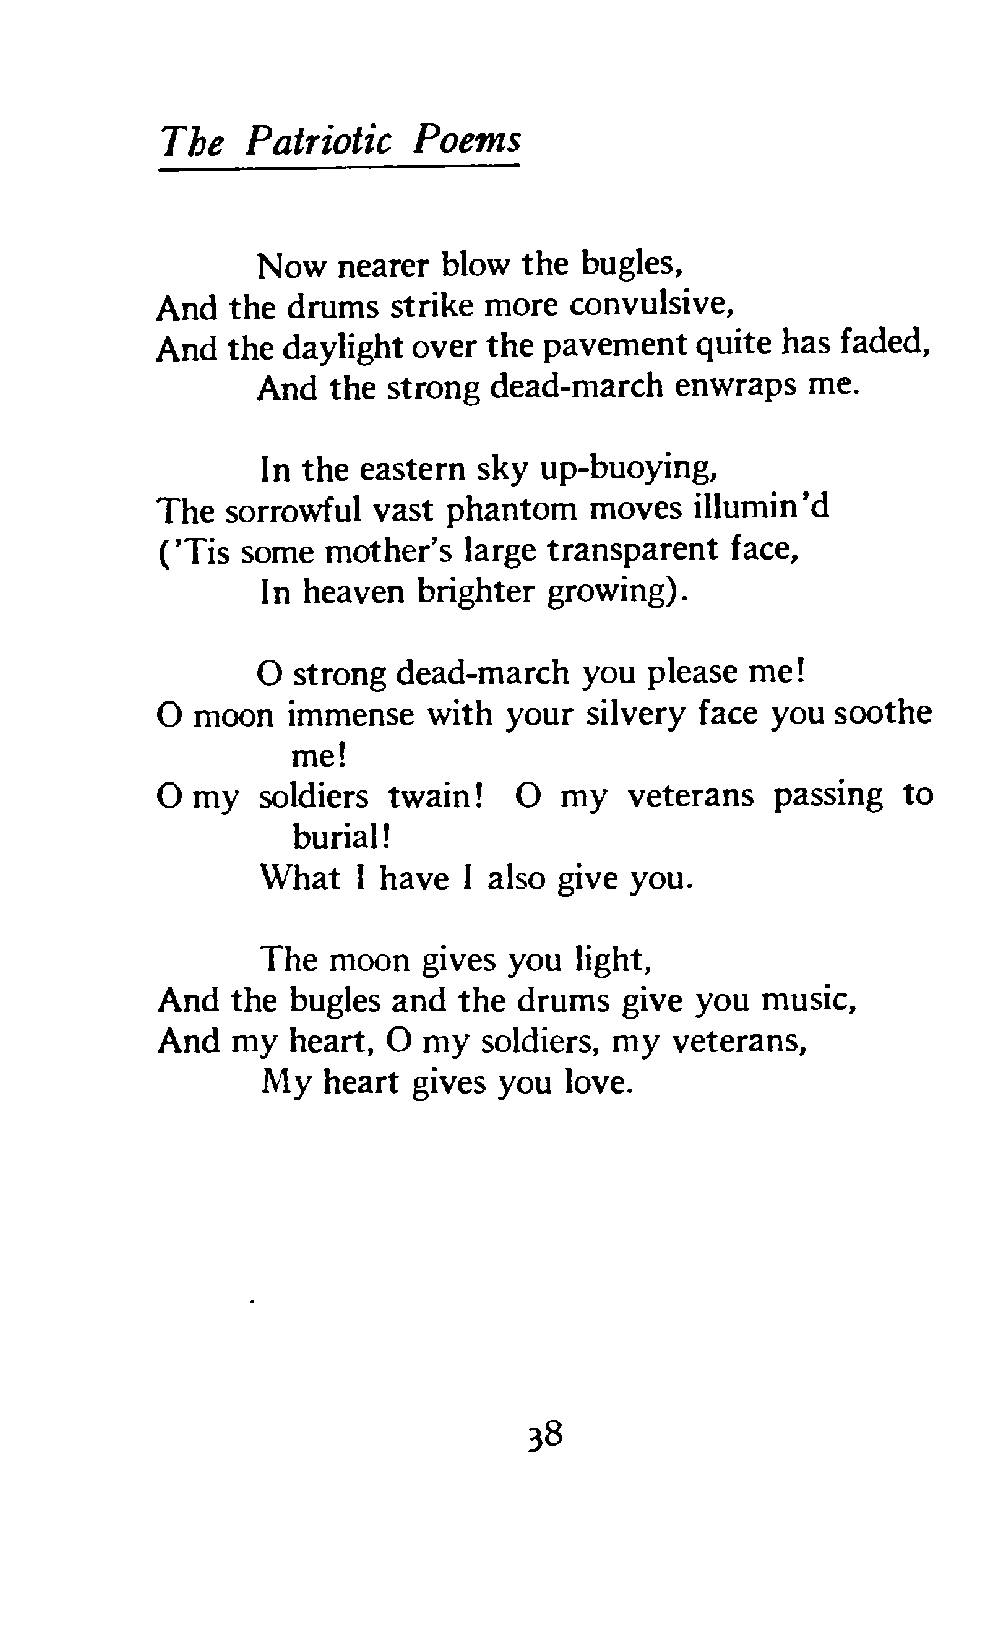 The Patriotic Poems
Now nearer blow the bugles,
And the drums strike more convulsive,
And the daylight over the pavement quite has faded,
And the strong dead-march enwraps me.
In the eastern sky up-buoying,
The sorrowful vast phantom moves illumin'd
('Tis some mother's large transparent face,
In heaven brighter growing).
O strong dead-march you please me!
O moon immense with your silvery face you soothe
me!
O my soldiers twain! O my veterans passing to
burial!
What I have I also give you.
The moon gives you light,
And the bugles and the drums give you music,
And my heart, O my soldiers, my veterans,
My heart gives you love.
38